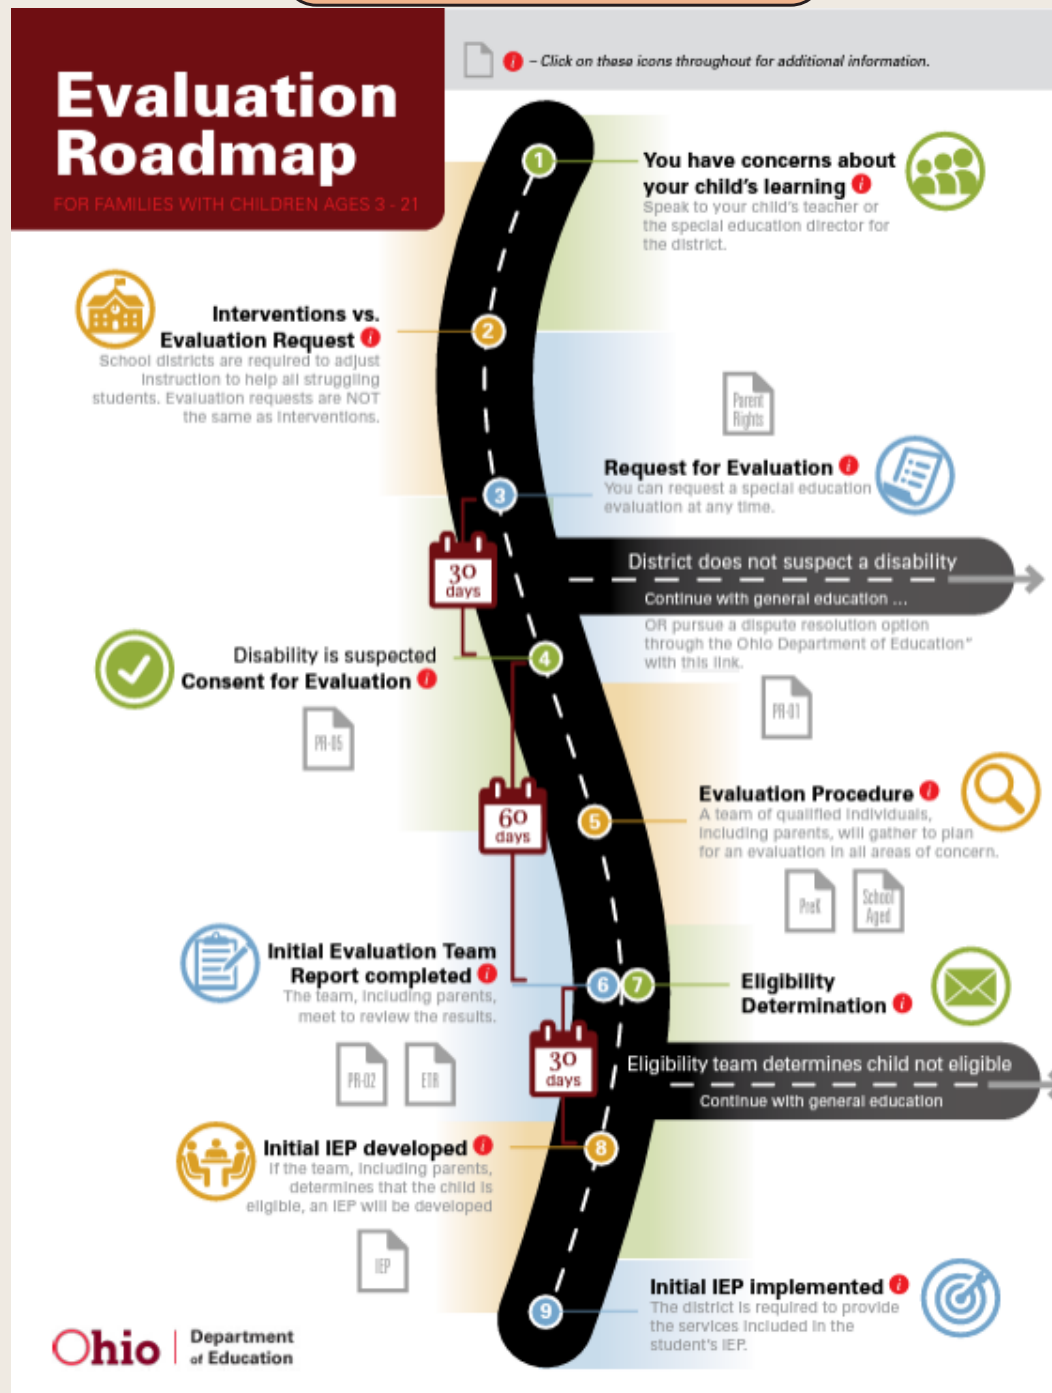 Evaluation
Roadmap
FOR FAMILIES WITH CHILDREN AGES 3 - 21
i – Click on these icons throughout for additional information.
1
You have concerns about
your child's learning i
Speak to your child's teacher or
the special education director for
the district.
2
Interventions vs.
Evaluation Request i
School districts are required to adjust
instruction to help all struggling
students. Evaluation requests are NOT
the same as interventions.
Parent
Rights
3
Request for Evaluation i
You can request a special education
evaluation at any time.
30
days
District does not suspect a disability
Continue with general education ...
OR pursue a dispute resolution option
through the Ohio Department of Education"
with this link.
PR-01
4
Disability is suspected
Consent for Evaluation i
PR-05
60
days
5
Evaluation Procedure i
A team of qualified individuals,
including parents, will gather to plan
for an evaluation in all areas of concern.
PreK
School
Aged
6
Initial Evaluation Team
Report completed i
The team, including parents,
meet to review the results.
PR-02
ETR
7
Eligibility
Determination i
30
days
Eligibility team determines child not eligible
Continue with general education
8
Initial IEP developed i
If the team, including parents,
determines that the child is
eligible, an IEP will be developed
IEP
9
Initial IEP implemented i
The district is required to provide
the services included in the
student's IEP.
Ohio
Department
of Education